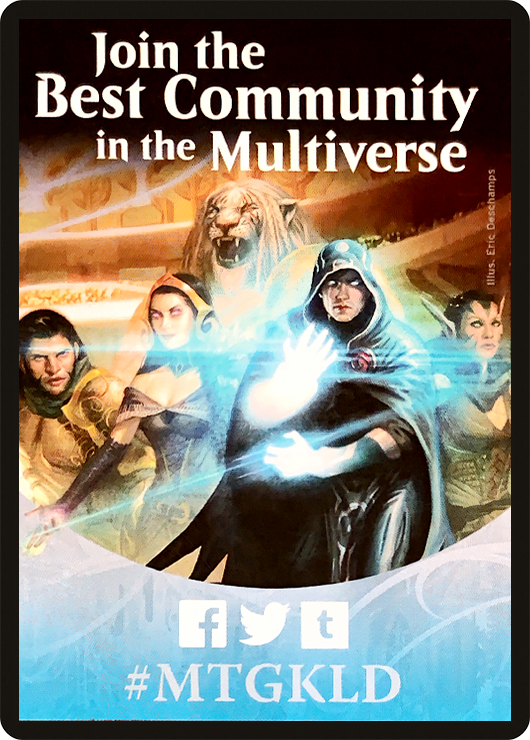 Join the
Best Community
in the Multiverse
Illus. Eric Deschamps
f t
#MTGKLD